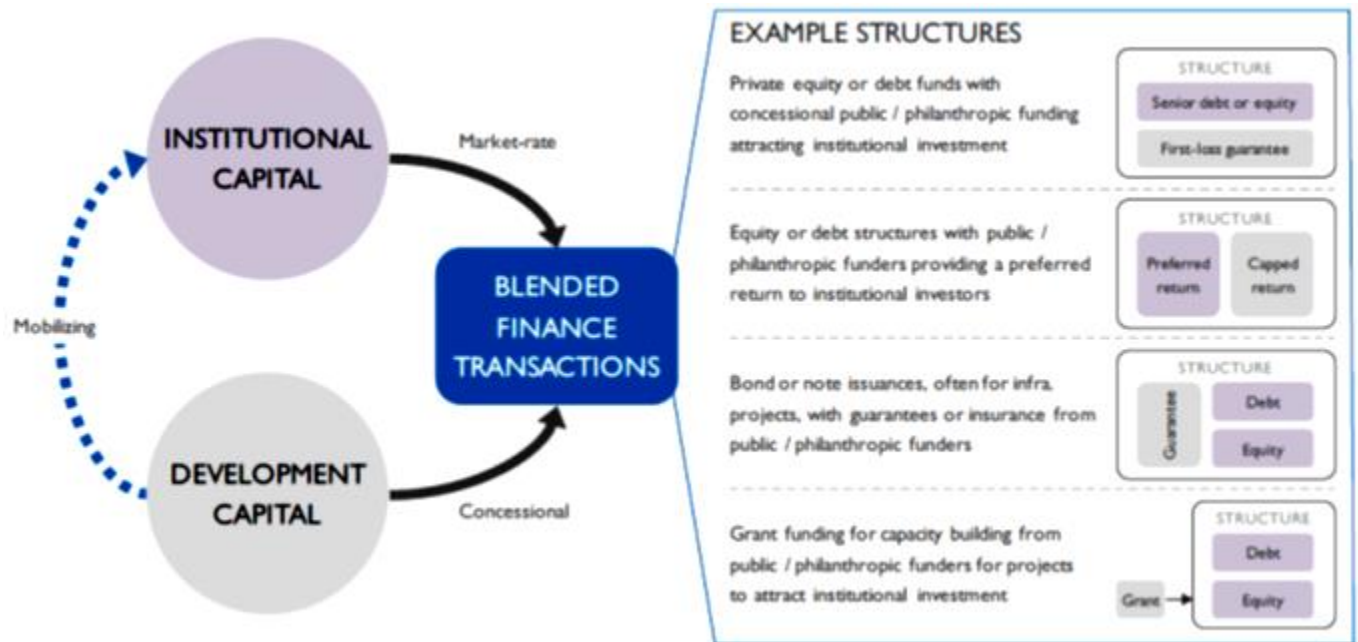 INSTITUTIONAL
CAPITAL
Market-rate
Mobilizing
BLENDED
FINANCE
TRANSACTIONS
DEVELOPMENT
CAPITAL
Concessional
EXAMPLE STRUCTURES
Private equity or debt funds with
concessional public / philanthropic funding
attracting institutional investment
STRUCTURE
Senior debt or equity
First-loss guarantee
Equity or debt structures with public /
philanthropic funders providing a preferred
return to institutional investors
STRUCTURE
Preferred
return
Capped
return
Bond or note issuances, often for infra,
projects, with guarantees or insurance from
public / philanthropic funders
STRUCTURE
Guarantee
Debt
Equity
Grant funding for capacity building from
public / philanthropic funders for projects
to attract institutional investment
STRUCTURE
Debt
Grant
Equity